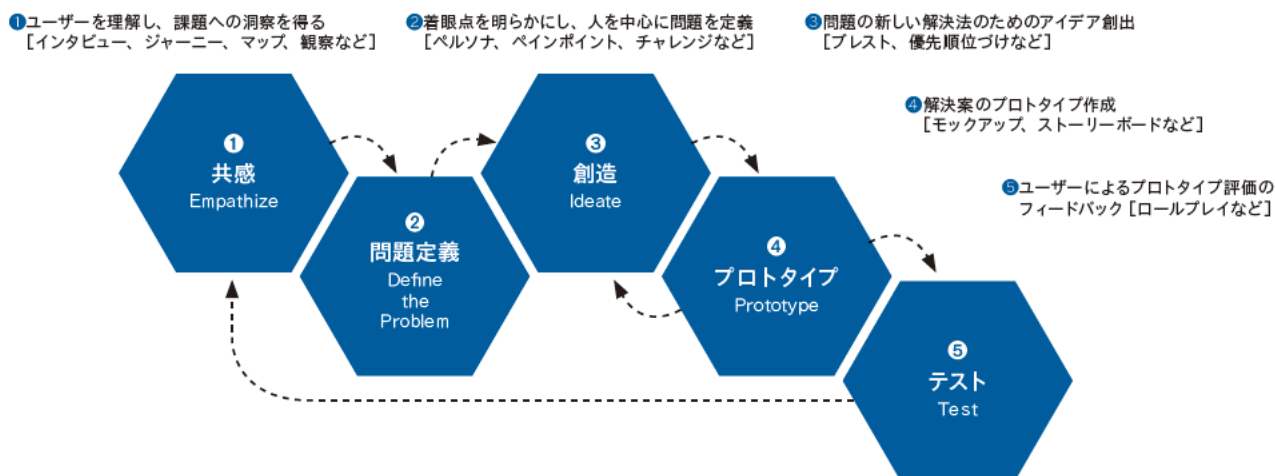 ❶ユーザーを理解し、課題への洞察を得る
[インタビュー、ジャーニー、マップ、観察など]
❷着眼点を明らかにし、人を中心に問題を定義
[ペルソナ、ペインポイント、チャレンジなど]
❸問題の新しい解決法のためのアイデア創出
[ブレスト、優先順位づけなど]
❹解決案のプロトタイプ作成
[モックアップ、ストーリーボードなど]
❺ユーザーによるプロトタイプ評価の
フィードバック[ロールプレイなど]
❶
共感
Empathize
❷
問題定義
Define
the
Problem
❸
創造
Ideate
❹
プロトタイプ
Prototype
❺
テスト
Test